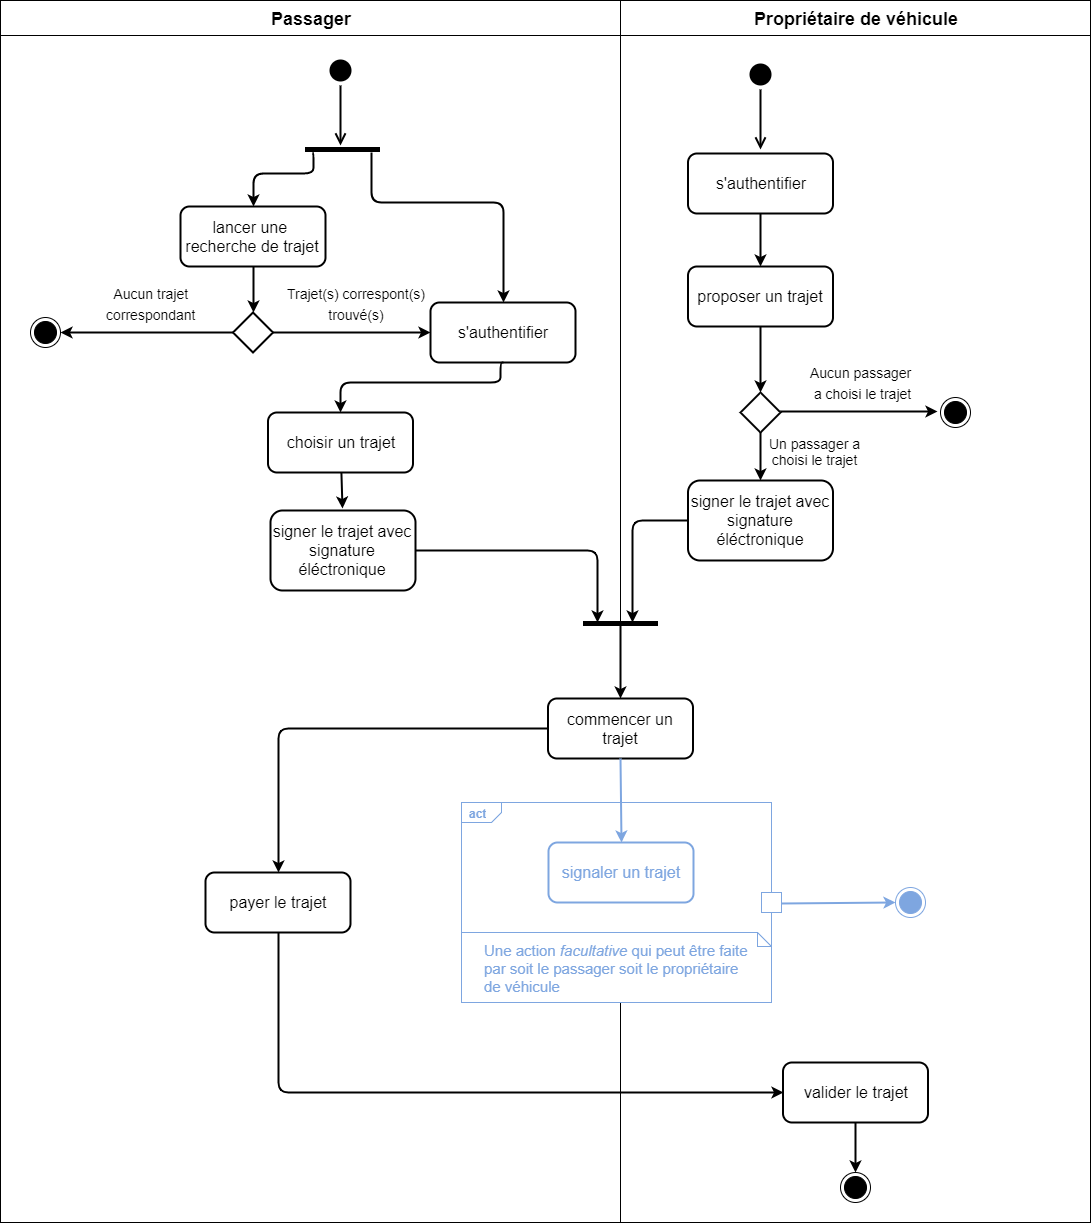 Passager
Propriétaire de véhicule
s'authentifier
lancer une
recherche de trajet
Aucun trajet
correspondant
Trajet(s) correspont(s)
trouvé(s)
s'authentifier
proposer un trajet
Aucun passager
a choisi le trajet
choisir un trajet
Un passager a
choisi le trajet
signer le trajet avec
signature
éléctronique
signer le trajet avec
signature
éléctronique
commencer un
trajet
act
signaler un trajet
payer le trajet
Une action facultative qui peut être faite
par soit le passager soit le propriétaire
de véhicule
valider le trajet